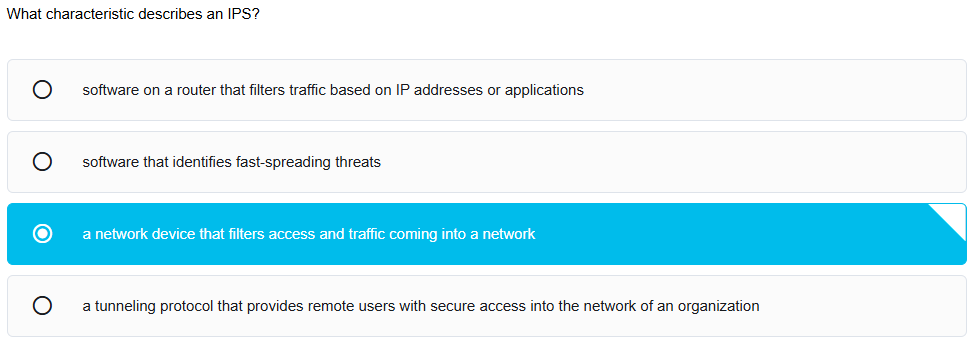 What characteristic describes an IPS?
software on a router that filters traffic based on IP addresses or applications
software that identifies fast-spreading threats
a network device that filters access and traffic coming into a network
a tunneling protocol that provides remote users with secure access into the network of an organization